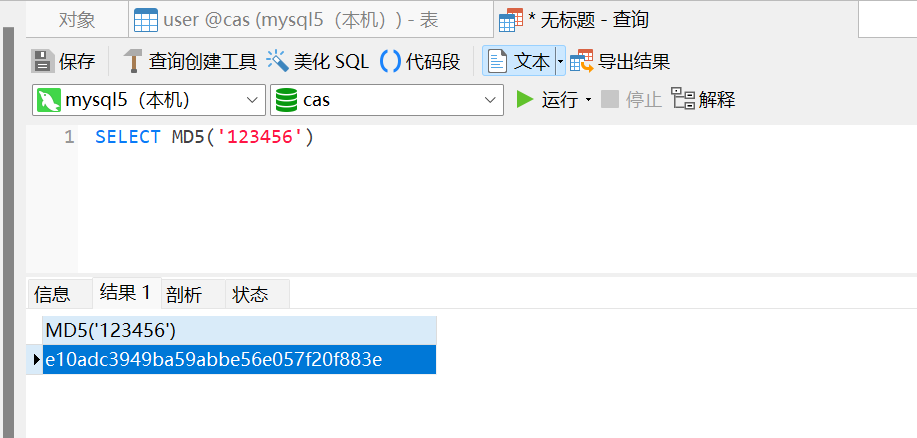 对象 user @cas (mysql5（本机）) - 表 * 无标题 - 查询
保存 查询创建工具 美化 SQL 代码段 文本 导出结果
mysql5（本机） cas 运行 停止 解释
1 SELECT MD5('123456')
信息 结果 1 剖析 状态
MD5('123456')
e10adc3949ba59abbe56e057f20f883e